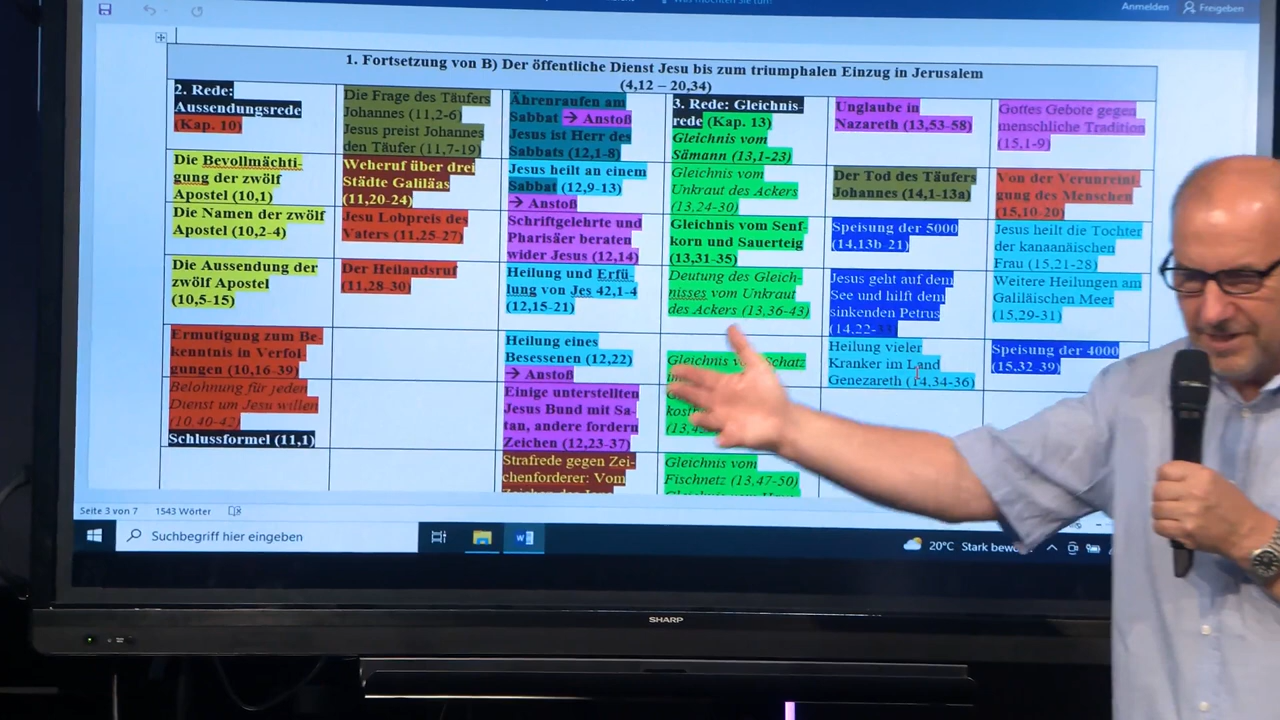 Anmelden
Freigeben
1. Fortsetzung von B) Der öffentliche Dienst Jesu bis zum triumphalen Einzug in Jerusalem
(4,12 – 20,34)
2. Rede:
Aussendungsrede
(Kap. 10)
Die Bevollmächti-
gung der zwölf
Apostel (10,1)
Die Namen der zwölf
Apostel (10,2-4)
Die Aussendung der
zwölf Apostel
(10,5-15)
Ermutigung zum Be-
kenntnis in Verfol-
gungen (10,16-39)
Belohnung für jeden
Dienst um Jesu willen
(10,40-42)
Schlussformel (11,1)
Die Frage des Täufers
Johannes (11,2-6)
Jesus preist Johannes
den Täufer (11,7-19)
Weheruf über drei
Städte Galiläas
(11,20-24)
Jesu Lobpreis des
Vaters (11,25-27)
Der Heilandsruf
(11,28-30)
Ährenraufen am
Sabbat → Anstoß
Jesus ist Herr des
Sabbats (12,1-8)
Jesus heilt an einem
Sabbat (12,9-13)
→ Anstoß
Schriftgelehrte und
Pharisäer beraten
wider Jesus (12,14)
Heilung und Erfü-
lung von Jes 42,1-4
(12,15-21)
Heilung eines
Besessenen (12,22)
→ Anstoß
Einige unterstellten
Jesus Bund mit Sa-
tan, andere fordern
Zeichen (12,23-37)
Strafrede gegen Zei-
chenforderer: Vom
3. Rede: Gleichnis-
rede (Kap. 13)
Gleichnis vom
Sämann (13,1-23)
Gleichnis vom
Unkraut des Ackers
(13,24-30)
Gleichnis vom Senf-
korn und Sauerteig
(13,31-35)
Deutung des Gleich-
nisses vom Unkraut
des Ackers (13,36-43)
Gleichnis vom Schatz
Gleichnis vom
Fischnetz (13,47-50)
Unglaube in
Nazareth (13,53-58)
Der Tod des Täufers
Johannes (14,1-13a)
Speisung der 5000
(14,13b-21)
Jesus geht auf dem
See und hilft dem
sinkenden Petrus
(14,22-33)
Heilung vieler
Kranker im Land
Genezareth (14,34-36)
Gottes Gebote gegen
menschliche Tradition
(15,1-9)
Von der Verunreini-
gung des Menschen
(15,10-20)
Jesus heilt die Tochter
der kanaanäischen
Frau (15,21-28)
Weitere Heilungen am
Galiläischen Meer
(15,29-31)
Speisung der 4000
(15,32-39)
Seite 3 von 7 1543 Wörter
Suchbegriff hier eingeben
20°C Stark
SHARP